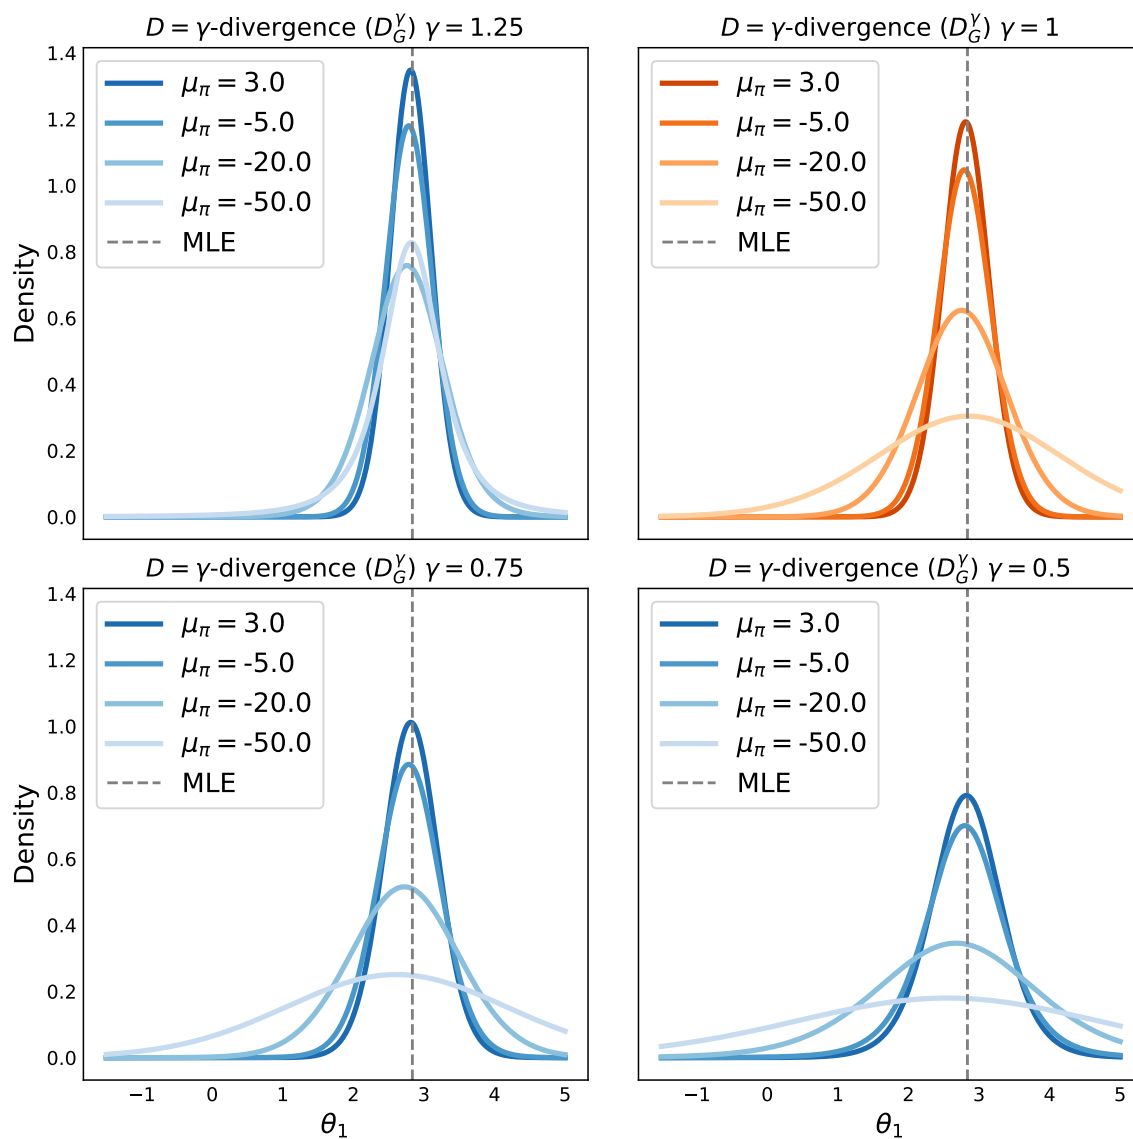 D = γ-divergence (D_G^γ) γ = 1.25
1.4
1.2
1.0
0.8
0.6
0.4
0.2
0.0
Density
μ_π = 3.0
μ_π = -5.0
μ_π = -20.0
μ_π = -50.0
MLE
D = γ-divergence (D_G^γ) γ = 1
μ_π = 3.0
μ_π = -5.0
μ_π = -20.0
μ_π = -50.0
MLE
D = γ-divergence (D_G^γ) γ = 0.75
1.4
1.2
1.0
0.8
0.6
0.4
0.2
0.0
Density
μ_π = 3.0
μ_π = -5.0
μ_π = -20.0
μ_π = -50.0
MLE
−1 0 1 2 3 4 5
θ_1
D = γ-divergence (D_G^γ) γ = 0.5
μ_π = 3.0
μ_π = -5.0
μ_π = -20.0
μ_π = -50.0
MLE
−1 0 1 2 3 4 5
θ_1